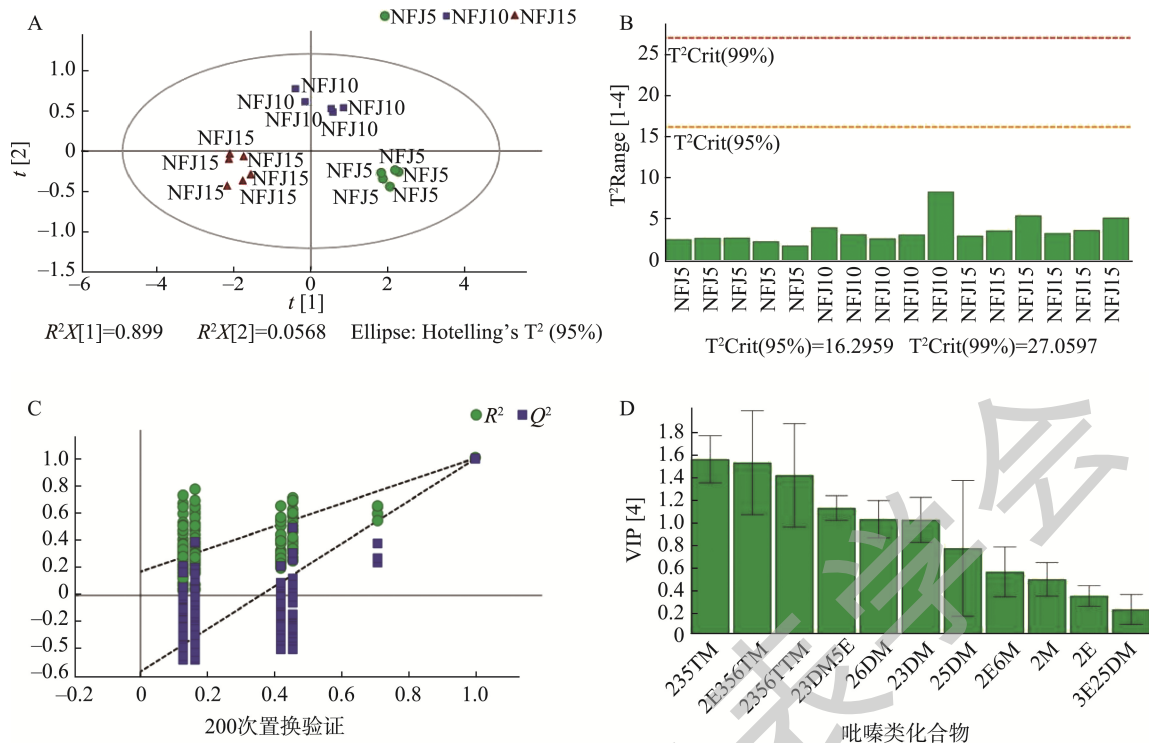 A
NFJ5 NFJ10 NFJ15
t [2]
1.0
0.5
0
−0.5
−1.0
−1.5
NFJ10
NFJ10
NFJ10
NFJ10
NFJ10
NFJ15
NFJ15
NFJ15
NFJ15
NFJ15
NFJ15
NFJ5
NFJ5
NFJ5
NFJ5
NFJ5
−6 −4 −2 0 2 4
t [1]
R²X[1]=0.899 R²X[2]=0.0568 Ellipse: Hotelling's T² (95%)
B
T²Range [1-4]
25
20
15
10
5
0
T²Crit(99%)
T²Crit(95%)
NFJ5 NFJ5 NFJ5 NFJ5 NFJ5 NFJ10 NFJ10 NFJ10 NFJ10 NFJ10 NFJ15 NFJ15 NFJ15 NFJ15 NFJ15 NFJ15
T²Crit(95%)=16.2959 T²Crit(99%)=27.0597
C
R² Q²
1.0
0.8
0.6
0.4
0.2
0
−0.2
−0.5
−0.6
−0.2 0 0.2 0.4 0.6 0.8 1.0
200次置换验证
D
VIP [4]
1.8
1.6
1.4
1.2
1.0
0.8
0.6
0.4
0.2
0
235TM 2E356TM 2356TTM 23DM5E 26DM 23DM 25DM 2E6M 2M 2E 3E25DM
吡嗪类化合物
表学会